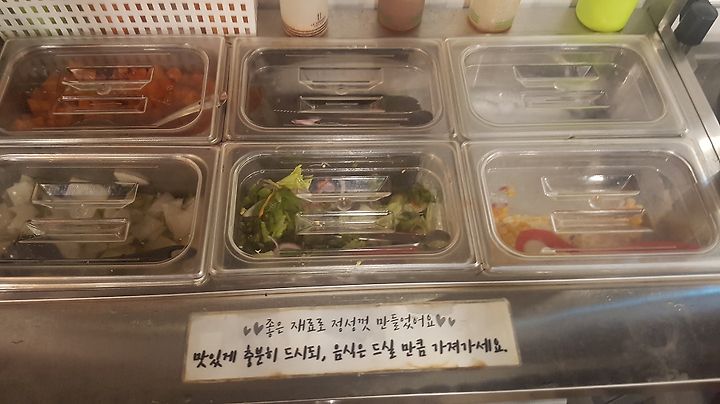 ♥♥좋은 재료로 정성껏 만들었어요♥♥
맛있게 충분히 드시되, 음식은 드실 만큼 가져가세요.